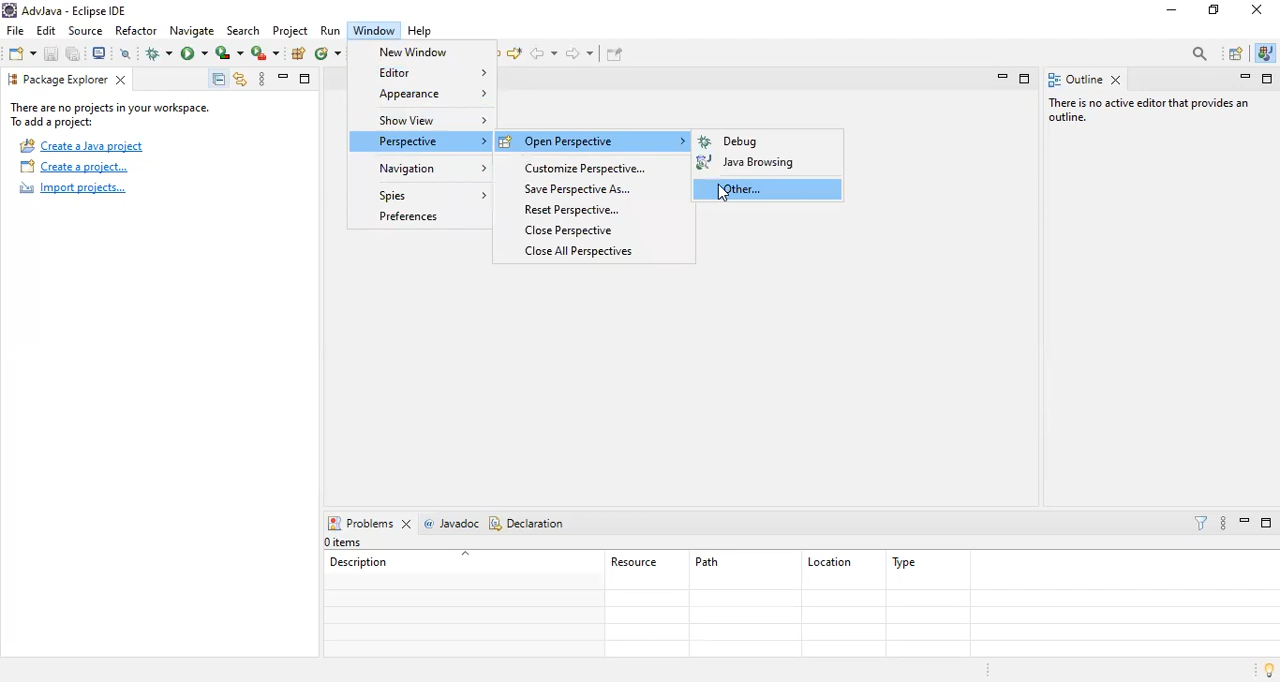 AdvJava - Eclipse IDE
File Edit Source Refactor Navigate Search Project Run Window Help
Package Explorer
There are no projects in your workspace.
To add a project:
Create a Java project
Create a project...
Import projects...
New Window
Editor
Appearance
Show View
Perspective
Navigation
Spies
Preferences
Open Perspective
Customize Perspective...
Save Perspective As...
Reset Perspective...
Close Perspective
Close All Perspectives
Debug
Java Browsing
Other...
Outline
There is no active editor that provides an
outline.
Problems @ Javadoc Declaration
0 items
Description Resource Path Location Type